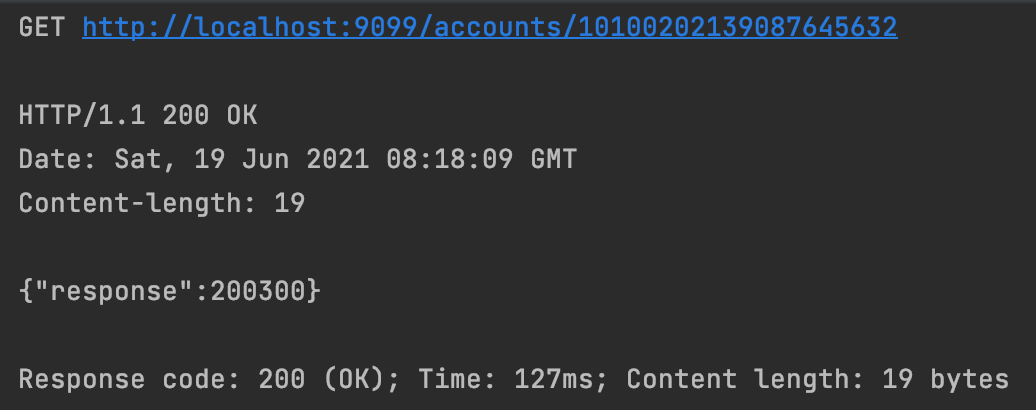 GET http://localhost:9099/accounts/10100202139087645632
HTTP/1.1 200 OK
Date: Sat, 19 Jun 2021 08:18:09 GMT
Content-length: 19
{"response":200300}
Response code: 200 (OK); Time: 127ms; Content length: 19 bytes